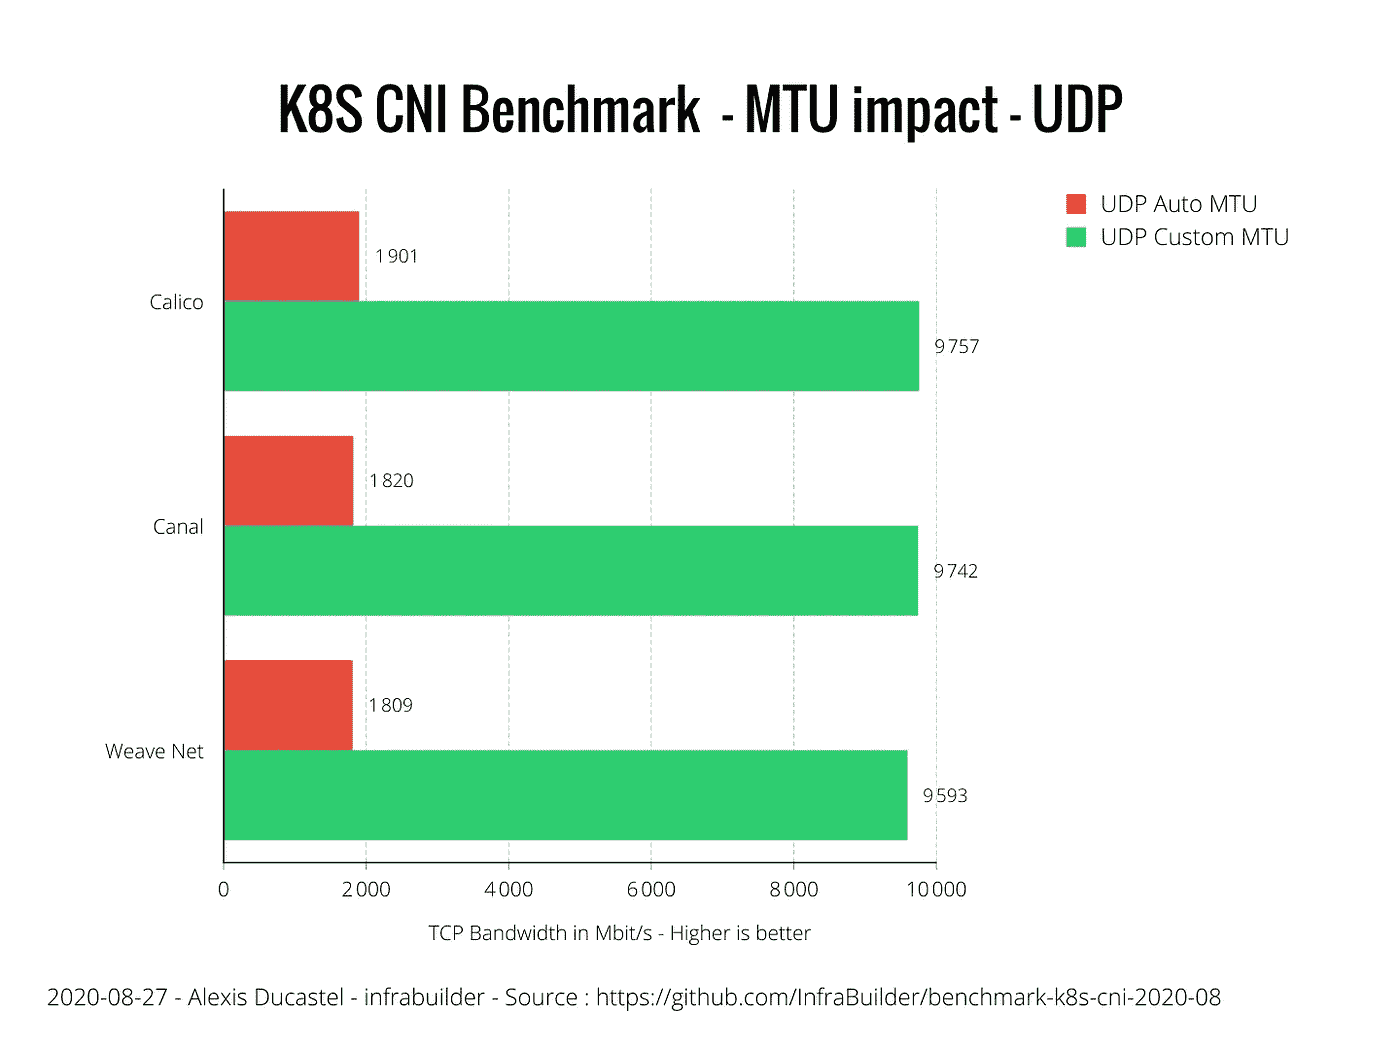 K8S CNI Benchmark - MTU impact - UDP
UDP Auto MTU
UDP Custom MTU
1 901
Calico
9 757
1 820
Canal
9 742
1 809
Weave Net
9 593
0 2 000 4 000 6 000 8 000 10 000
TCP Bandwidth in Mbit/s - Higher is better
2020-08-27 - Alexis Ducastel - infrabuilder - Source : https://github.com/InfraBuilder/benchmark-k8s-cni-2020-08